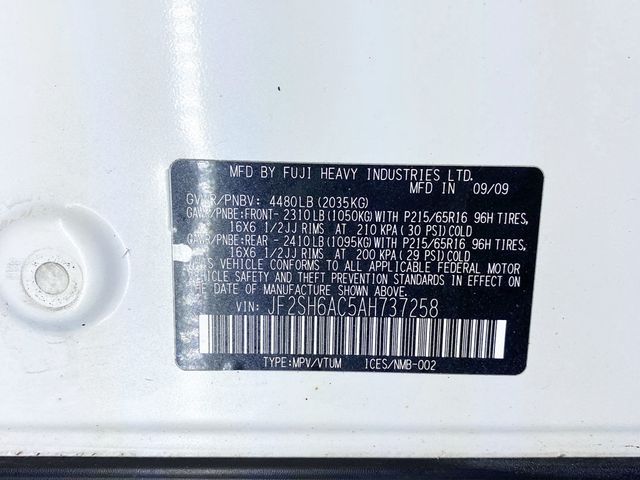 MFD BY FUJI HEAVY INDUSTRIES LTD.
MFD IN 09/09
GVWR/PNBV: 4480LB(2035KG)
GAWR/PNBE:FRONT- 2310LB(1050KG)WITH P215/65R16 96H TIRES,
16X6 1/2JJ RIMS AT 210 KPA(30 PSI)COLD
GAWR/PNBE:REAR - 2410LB(1095KG)WITH P215/65R16 96H TIRES,
16X6 1/2JJ RIMS AT 200 KPA(29 PSI)COLD
THIS VEHICLE CONFORMS TO ALL APPLICABLE FEDERAL MOTOR
VEHICLE SAFETY AND THEFT PREVENTION STANDARDS IN EFFECT
ON THE DATE OF MANUFACTURE SHOWN ABOVE.
VIN: JF2SH6AC5AH737258
TYPE:MPV/VTUM ICES/NMB-002